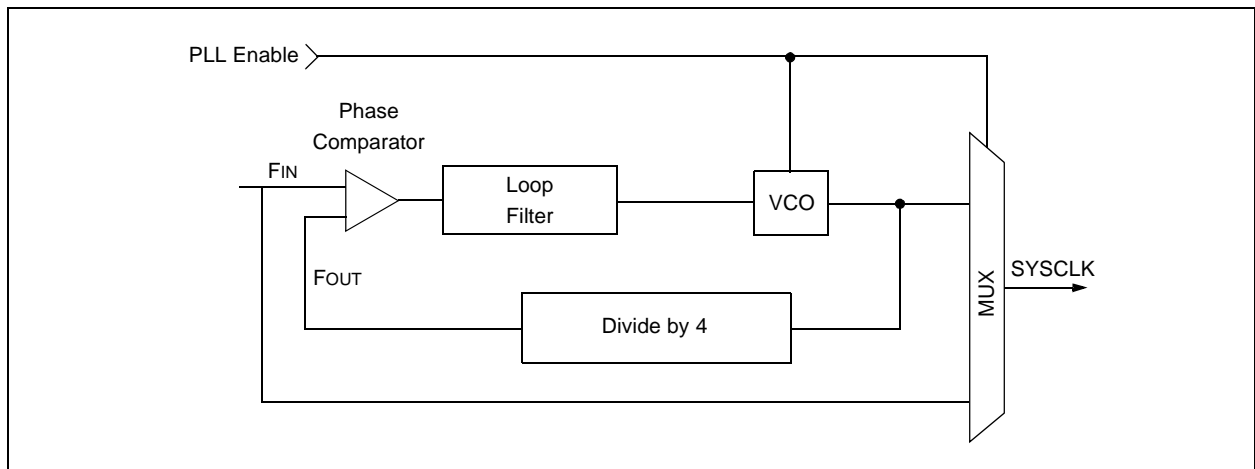 PLL Enable
Phase
Comparator
FIN
Loop
Filter
VCO
FOUT
Divide by 4
MUX
SYSCLK